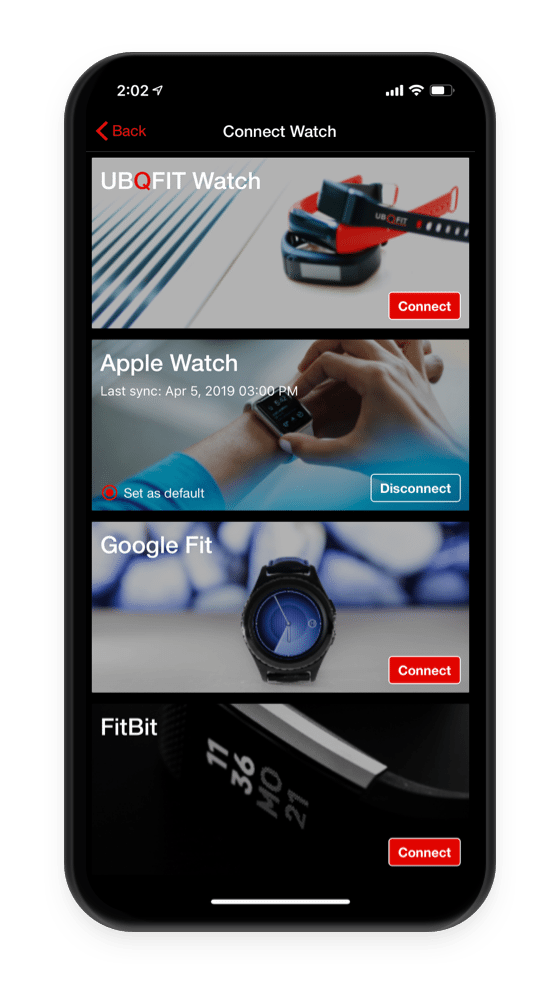 2:02
Back
Connect Watch
UBQFIT Watch
UBQFIT
Connect
Apple Watch
Last sync: Apr 5, 2019 03:00 PM
Set as default
Disconnect
Google Fit
Connect
FitBit
11
36
MO
21
Connect